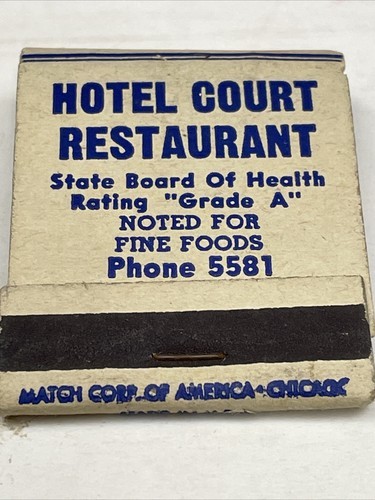 HOTEL COURT
RESTAURANT
State Board Of Health
Rating "Grade A"
NOTED FOR
FINE FOODS
Phone 5581
MATCH CORP. OF AMERICA-CHICAGO